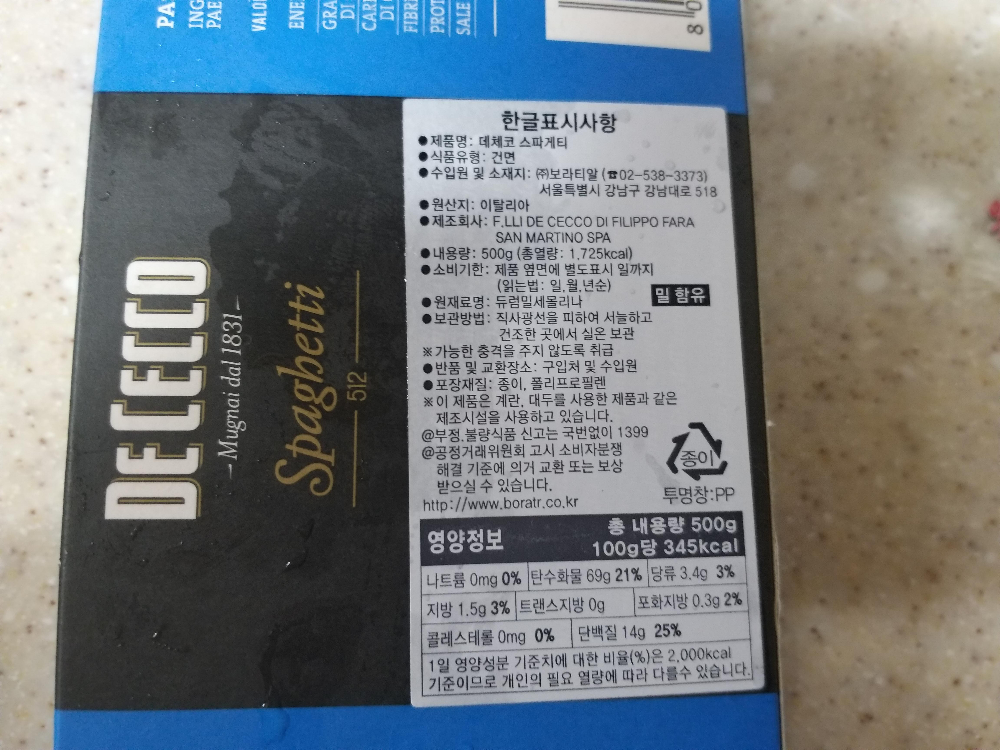 한글표시사항
●제품명: 데체코 스파게티
●식품유형: 건면
●수입원 및 소재지: ㈜보라티알 (☎02-538-3373)
서울특별시 강남구 강남대로 518
●원산지: 이탈리아
●제조회사: F.LLI DE CECCO DI FILIPPO FARA
SAN MARTINO SPA
●내용량: 500g (총열량: 1,725kcal)
●소비기한: 제품 옆면에 별도표시 일까지
(읽는법: 일,월,년순)
●원재료명: 듀럼밀세몰리나
밀 함유
●보관방법: 직사광선을 피하여 서늘하고
건조한 곳에서 실온 보관
※가능한 충격을 주지 않도록 취급
●반품 및 교환장소: 구입처 및 수입원
●포장재질: 종이, 폴리프로필렌
※이 제품은 계란, 대두를 사용한 제품과 같은
제조시설을 사용하고 있습니다.
@부정,불량식품 신고는 국번없이 1399
@공정거래위원회 고시 소비자분쟁
해결 기준에 의거 교환 또는 보상
받으실 수 있습니다.
http://www.boratr.co.kr
종이
투명창:PP
영양정보
총 내용량 500g
100g당 345kcal
나트륨 0mg 0% 탄수화물 69g 21% 당류 3.4g 3%
지방 1.5g 3% 트랜스지방 0g 포화지방 0.3g 2%
콜레스테롤 0mg 0% 단백질 14g 25%
1일 영양성분 기준치에 대한 비율(%)은 2,000kcal
기준이므로 개인의 필요 열량에 따라 다를수 있습니다.
DE CECCO
–Mugnai dal 1831–
Spaghetti
512
ING
FIBR
SALE
80